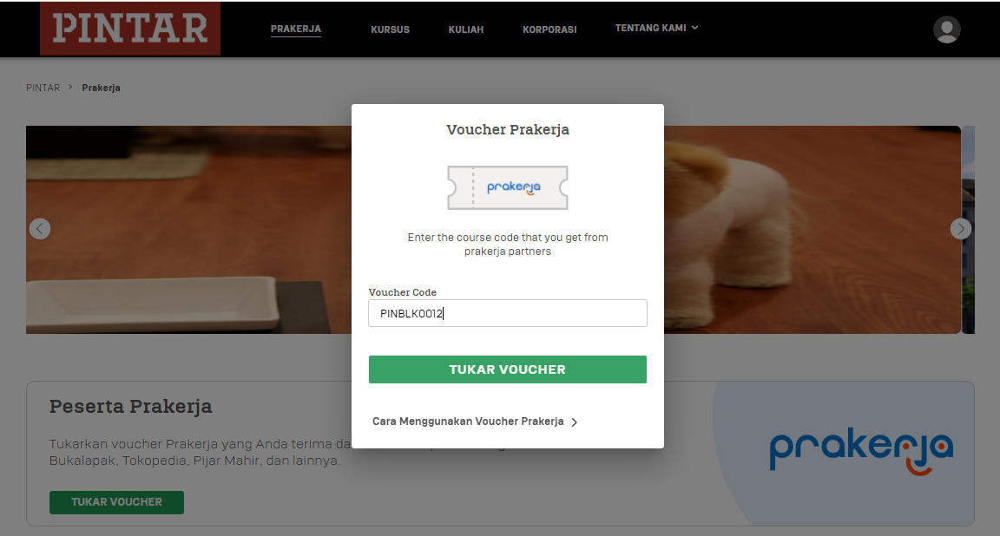 PINTAR
PRAKERJA
KURSUS
KULIAH
KORPORASI
TENTANG KAMI
PINTAR > Prakerja
Voucher Prakerja
prakerja
Enter the course code that you get from
prakerja partners
Voucher Code
PINBLK0012
TUKAR VOUCHER
Cara Menggunakan Voucher Prakerja >
Peserta Prakerja
Tukarkan voucher Prakerja yang Anda terima
Bukalapak, Tokopedia, Pijar Mahir, dan lainnya.
TUKAR VOUCHER
prakerja